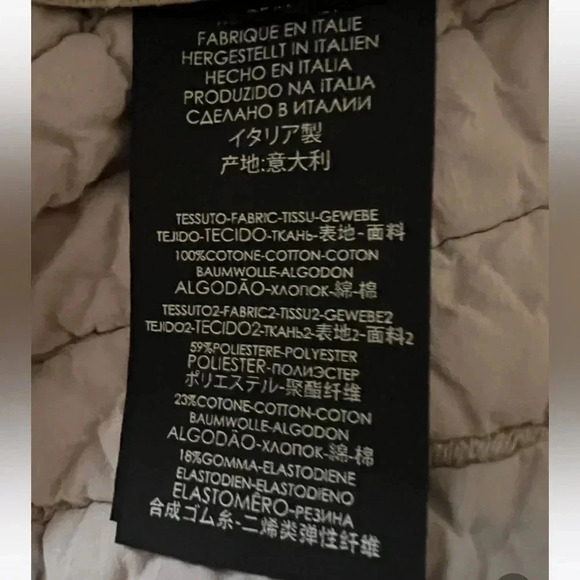 FABRIQUE EN ITALIE
HERGESTELLT IN ITALIEN
HECHO EN ITALIA
PRODUZIDO NA ITALIA
СДЕЛАНО В ИТАЛИИ
イタリア製
产地:意大利
TESSUTO-FABRIC-TISSU-GEWEBE
TEJIDO-TECIDO-ТКАНЬ-表地-面料
100%COTONE-COTTON-COTON
BAUMWOLLE-ALGODON
ALGODÃO-ХЛОПОК-綿-棉
TESSUTO2-FABRIC2-TISSU2-GEWEBE2
TEJIDO2-TECIDO2-ТКАНЬ2-表地2-面料2
59%POLIESTERE-POLYESTER
POLIESTER-ПОЛИЭСТЕР
ポリエステル-聚酯纤维
23%COTONE-COTTON-COTON
BAUMWOLLE-ALGODON
ALGODÃO-ХЛОПОК-綿-棉
18%GOMMA-ELASTODIENE
ELASTODIEN-ELASTODIENO
ELASTOMÊRO-РЕЗИНА
合成ゴム糸-二烯类弹性纤维